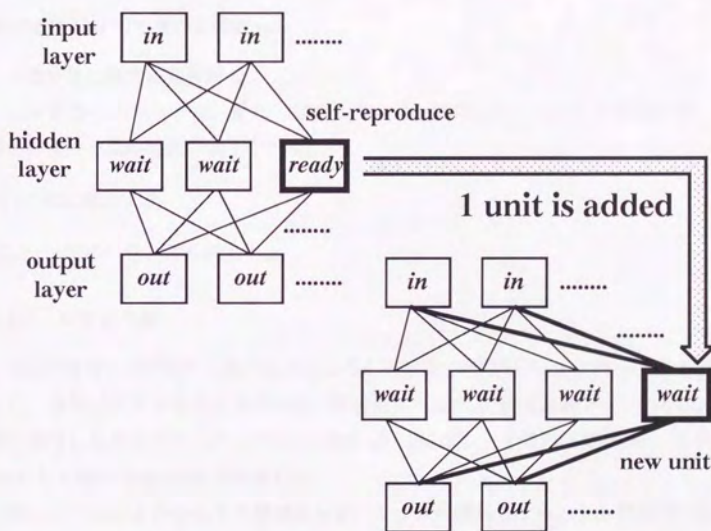 input
layer
in in ........
self-reproduce
hidden
layer
wait wait ready
1 unit is added
........
output
layer
out out ........
in in ........
........
wait wait wait wait
new unit
out out ........